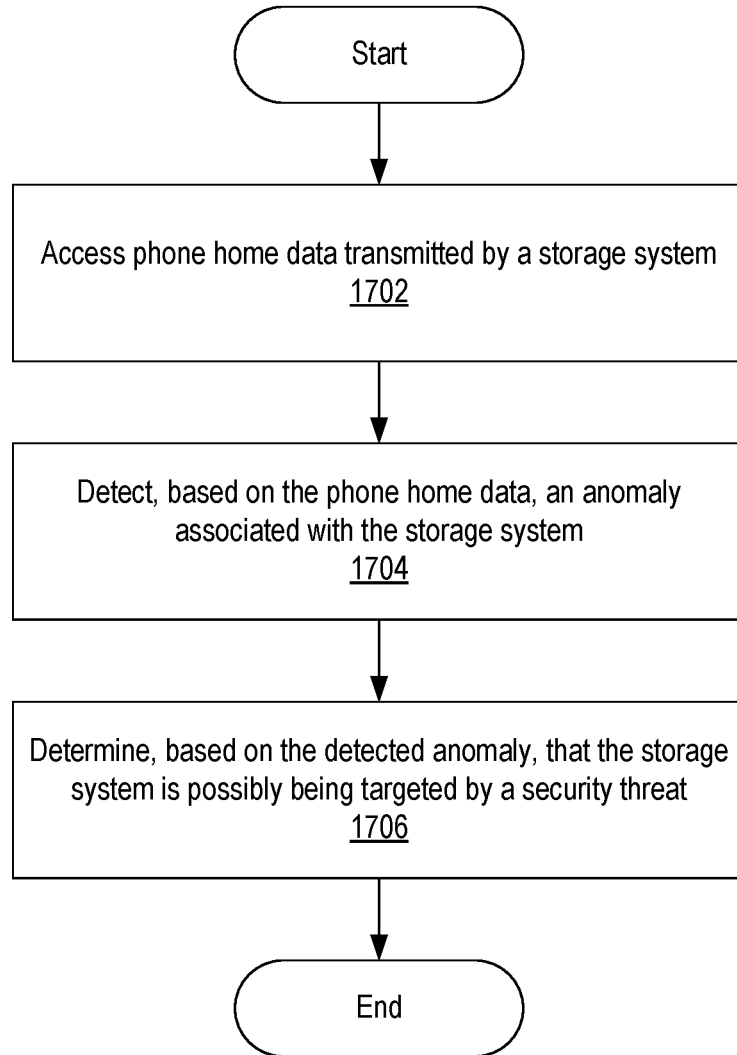 Start
Access phone home data transmitted by a storage system
1702
Detect, based on the phone home data, an anomaly
associated with the storage system
1704
Determine, based on the detected anomaly, that the storage
system is possibly being targeted by a security threat
1706
End